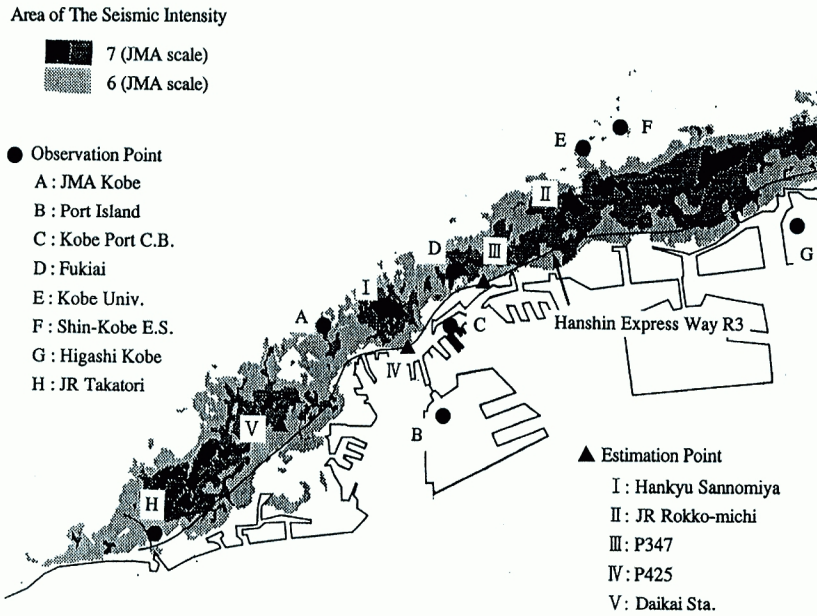 Area of The Seismic Intensity
7 (JMA scale)
6 (JMA scale)
Observation Point
A : JMA Kobe
B : Port Island
C : Kobe Port C.B.
D : Fukiai
E : Kobe Univ.
F : Shin-Kobe E.S.
G : Higashi Kobe
H : JR Takatori
E
F
II
D
III
G
I
A
C
Hanshin Express Way R3
IV
B
V
H
Estimation Point
I : Hankyu Sannomiya
II : JR Rokko-michi
III : P347
IV : P425
V : Daikai Sta.